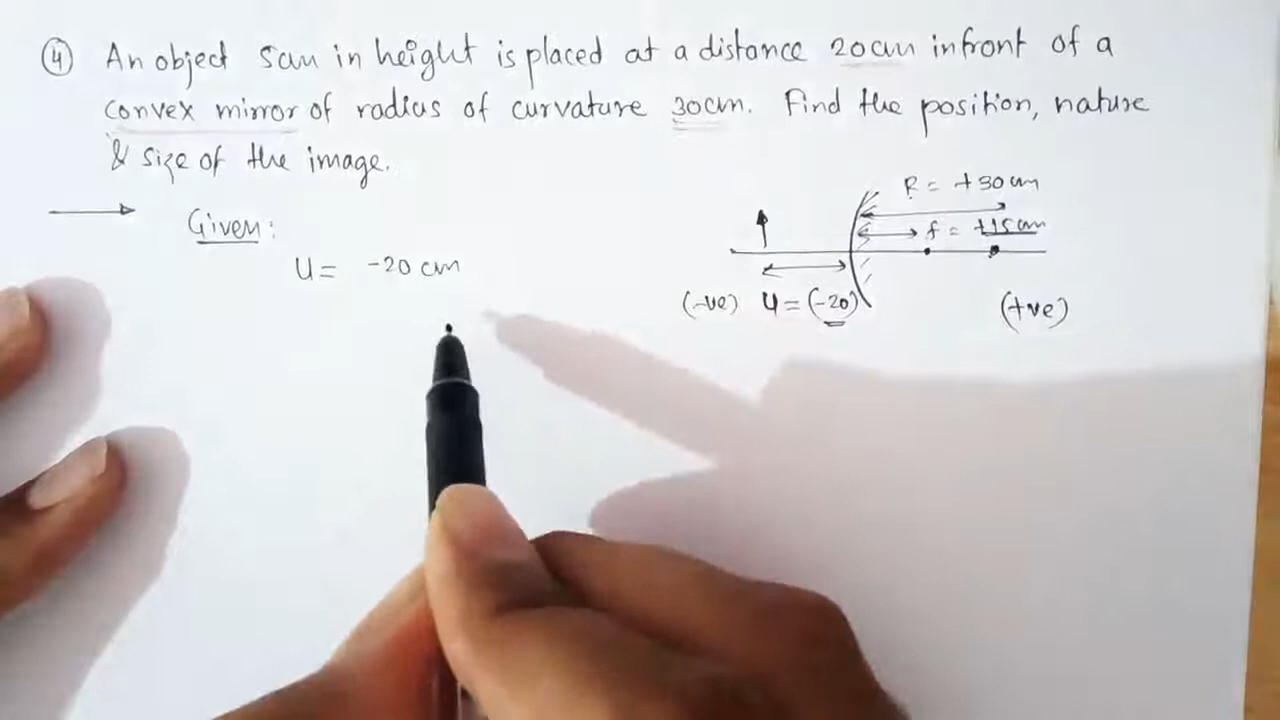 ④ An object 5cm in height is placed at a distance 20cm infront of a
convex mirror of radius of curvature 30cm. Find the position, nature
& size of the image.
R = +30 cm
Given:
f = +15cm
u = -20 cm
(-ve) u = (-20) (+ve)